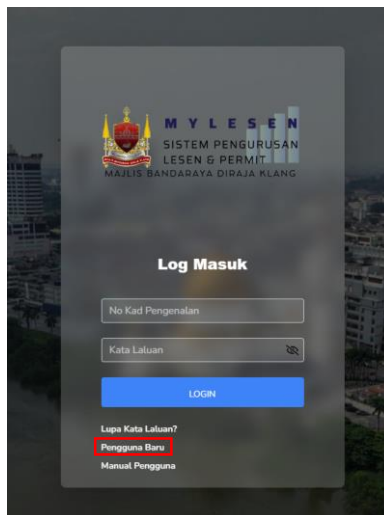 MYLESEN
SISTEM PENGURUSAN
LESEN & PERMIT
MAJLIS BANDARAYA DIRAJA KLANG
Log Masuk
No Kad Pengenalan
Kata Laluan
LOGIN
Lupa Kata Laluan?
Pengguna Baru
Manual Pengguna